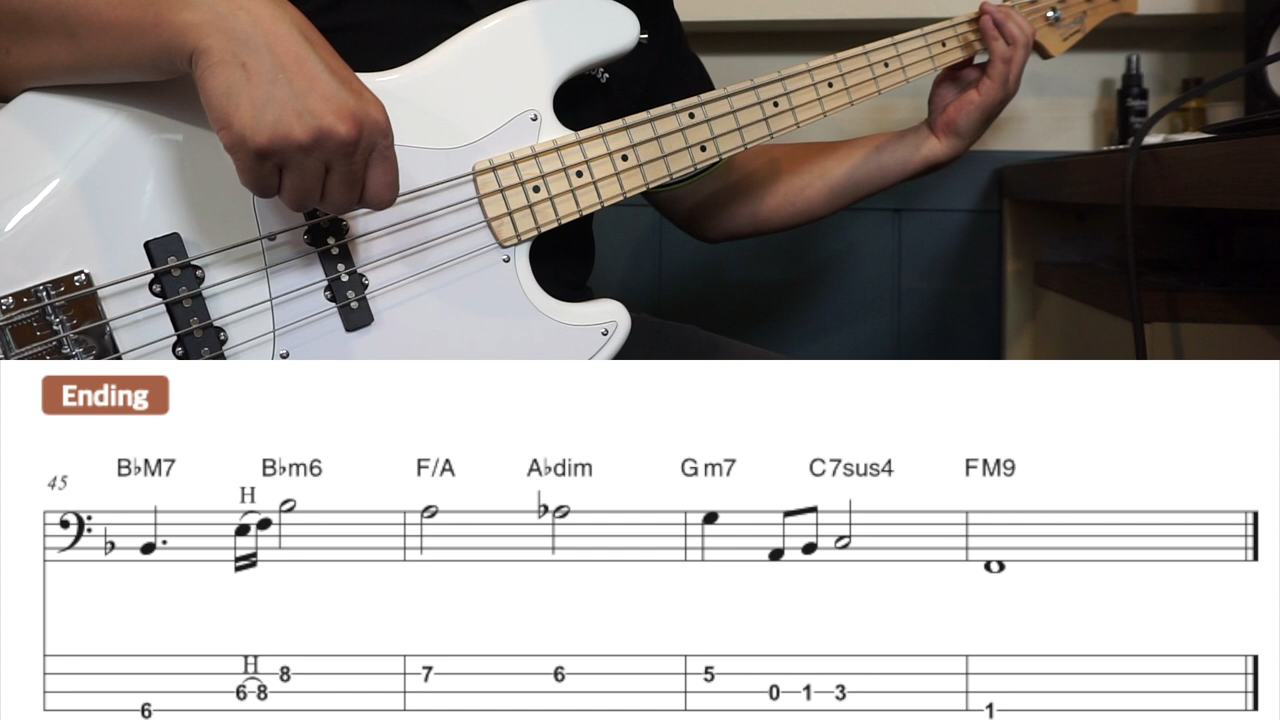 Ending
B♭M7 B♭m6 F/A A♭dim Gm7 C7sus4 FM9
45
H
H
8 7 6 5
6 8 0 1 3
6 1